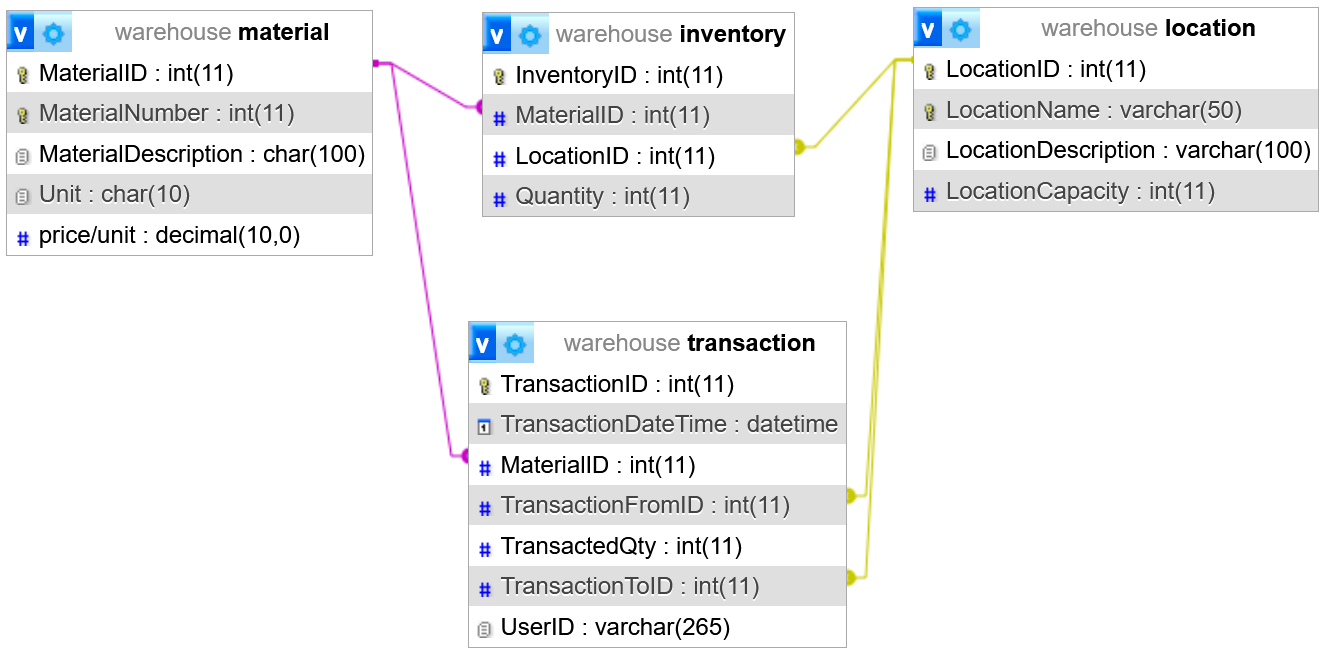 v warehouse material
MaterialID : int(11)
MaterialNumber : int(11)
MaterialDescription : char(100)
Unit : char(10)
# price/unit : decimal(10,0)
v warehouse inventory
InventoryID : int(11)
# MaterialID : int(11)
# LocationID : int(11)
# Quantity : int(11)
v warehouse location
LocationID : int(11)
LocationName : varchar(50)
LocationDescription : varchar(100)
# LocationCapacity : int(11)
v warehouse transaction
TransactionID : int(11)
1 TransactionDateTime : datetime
# MaterialID : int(11)
# TransactionFromID : int(11)
# TransactedQty : int(11)
# TransactionToID : int(11)
UserID : varchar(265)